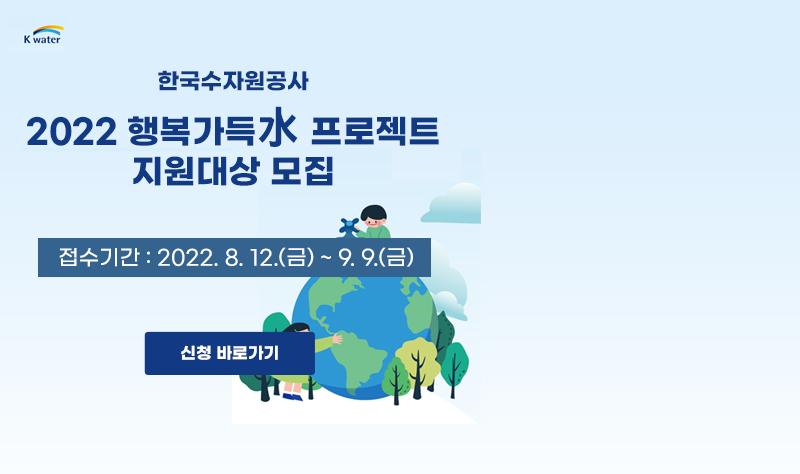 K water
한국수자원공사
2022 행복가득水 프로젝트
지원대상 모집
접수기간 : 2022. 8. 12.(금) ~ 9. 9.(금)
신청 바로가기